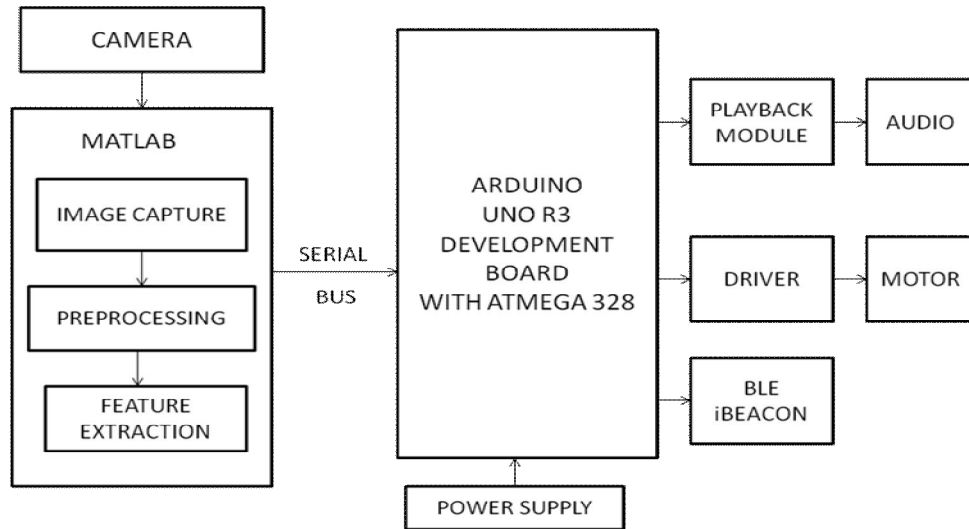 CAMERA
MATLAB
IMAGE CAPTURE
PREPROCESSING
FEATURE
EXTRACTION
SERIAL
BUS
ARDUINO
UNO R3
DEVELOPMENT
BOARD
WITH ATMEGA 328
POWER SUPPLY
PLAYBACK
MODULE
AUDIO
DRIVER
MOTOR
BLE
iBEACON